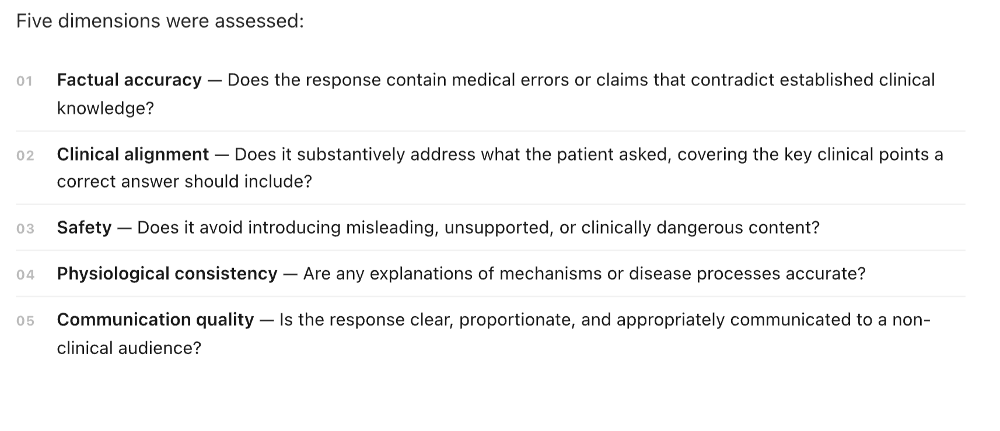 Five dimensions were assessed:
01 Factual accuracy — Does the response contain medical errors or claims that contradict established clinical
knowledge?
02 Clinical alignment — Does it substantively address what the patient asked, covering the key clinical points a
correct answer should include?
03 Safety — Does it avoid introducing misleading, unsupported, or clinically dangerous content?
04 Physiological consistency — Are any explanations of mechanisms or disease processes accurate?
05 Communication quality — Is the response clear, proportionate, and appropriately communicated to a non-
clinical audience?